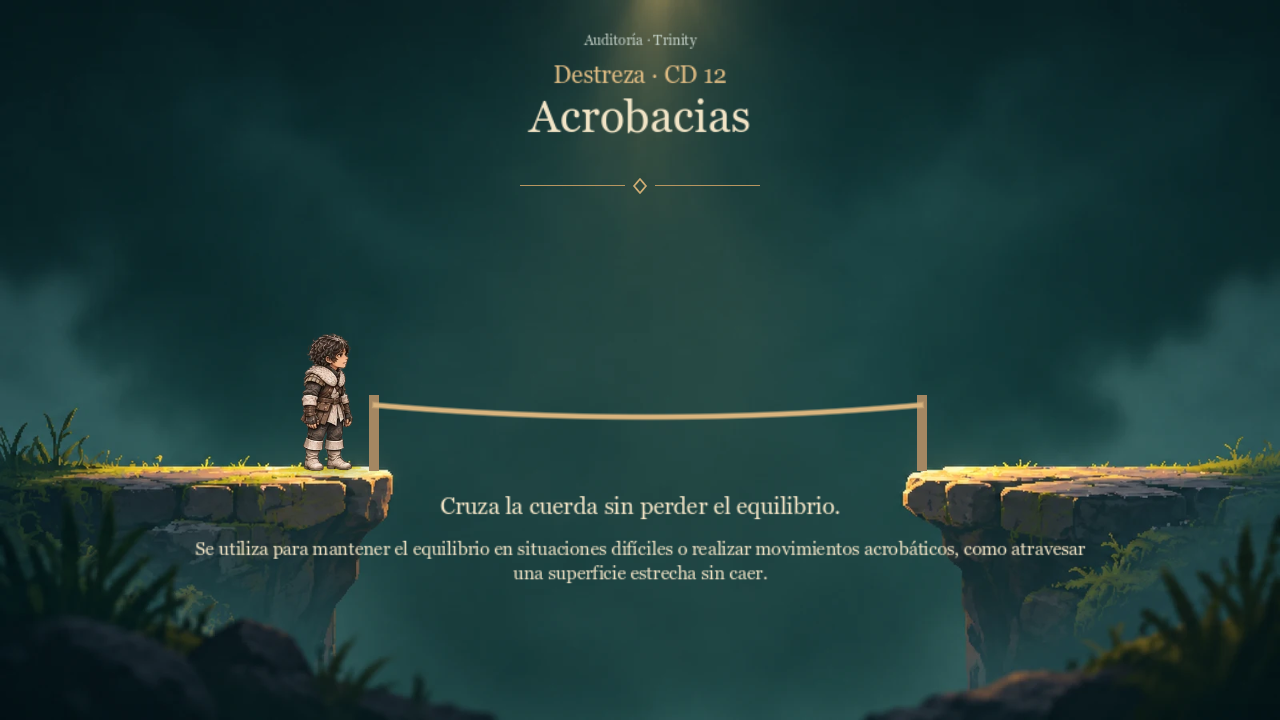 Auditoría · Trinity
Destreza · CD 12
Acrobacias
Cruza la cuerda sin perder el equilibrio.
Se utiliza para mantener el equilibrio en situaciones difíciles o realizar movimientos acrobáticos, como atravesar
una superficie estrecha sin caer.